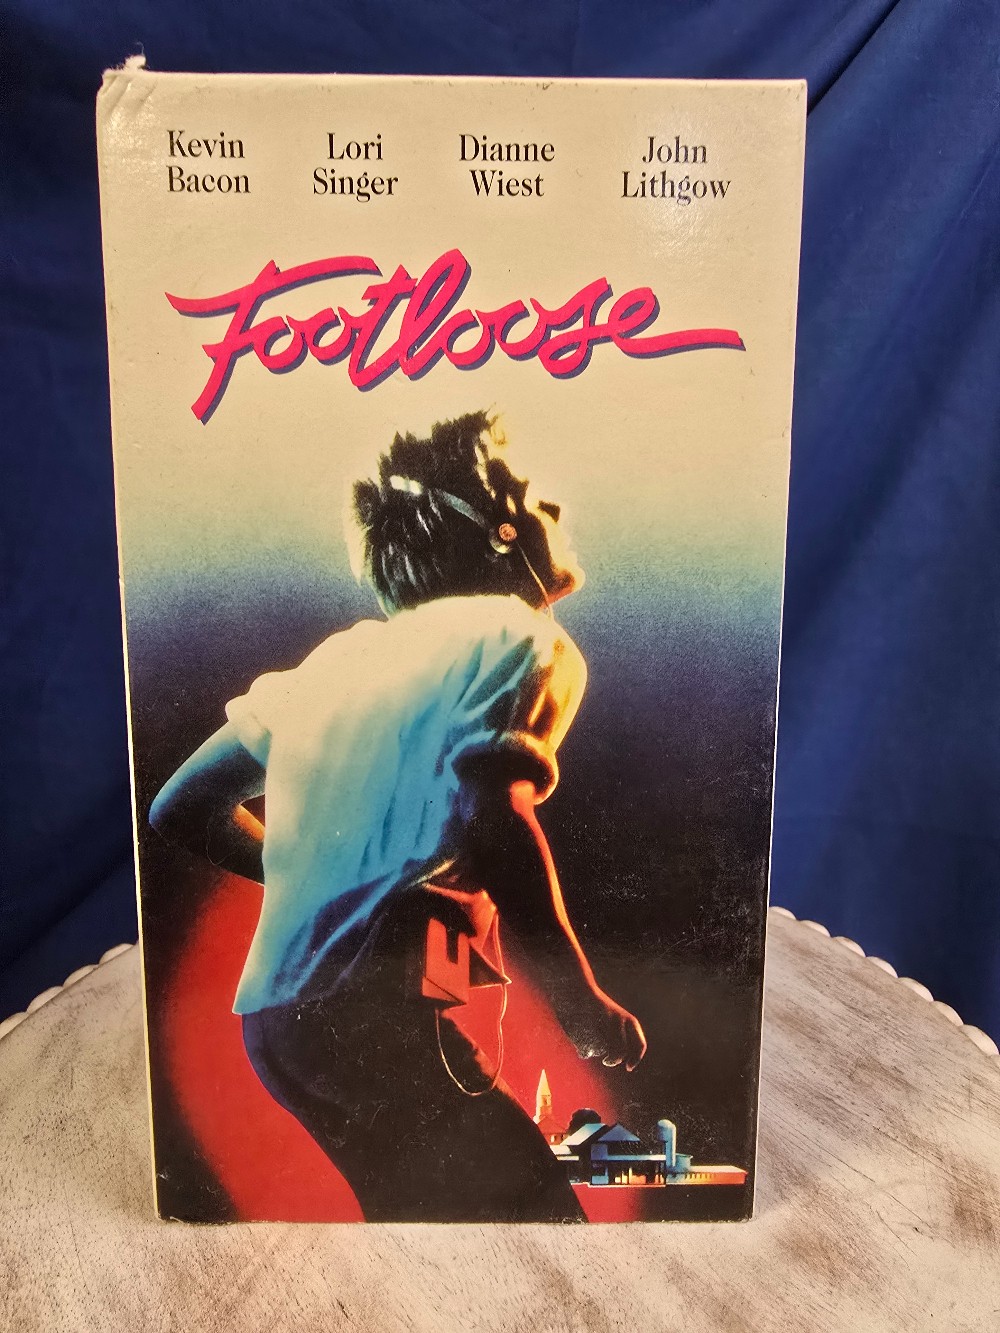 Kevin Bacon
Lori Singer
Dianne Wiest
John Lithgow
Footloose